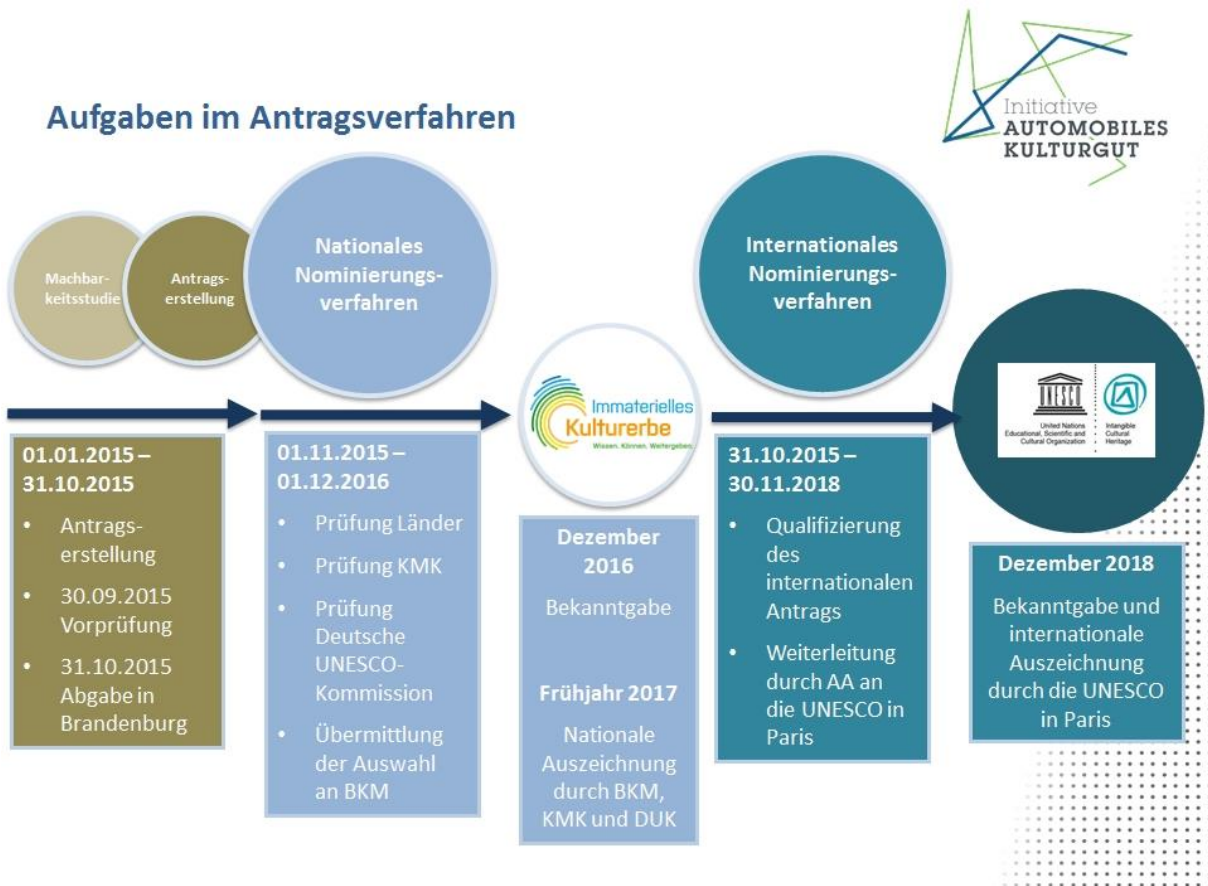 Initiative
AUTOMOBILES
KULTURGUT
Aufgaben im Antragsverfahren
Machbar-
keitsstudie
Antrags-
erstellung
Nationales
Nominierungs-
verfahren
Internationales
Nominierungs-
verfahren
Immaterielles
Kulturerbe
Wissen. Können. Weitergeben.
UNESCO
United Nations
Educational, Scientific and
Cultural Organization
Intangible
Cultural
Heritage
01.01.2015 –
31.10.2015
• Antrags-
erstellung
• 30.09.2015
Vorprüfung
• 31.10.2015
Abgabe in
Brandenburg
01.11.2015 –
01.12.2016
• Prüfung Länder
• Prüfung KMK
• Prüfung
Deutsche
UNESCO-
Kommission
• Übermittlung
der Auswahl
an BKM
Dezember
2016
Bekanntgabe
Frühjahr 2017
Nationale
Auszeichnung
durch BKM,
KMK und DUK
31.10.2015 –
30.11.2018
• Qualifizierung
des
internationalen
Antrags
• Weiterleitung
durch AA an
die UNESCO in
Paris
Dezember 2018
Bekanntgabe und
internationale
Auszeichnung
durch die UNESCO
in Paris